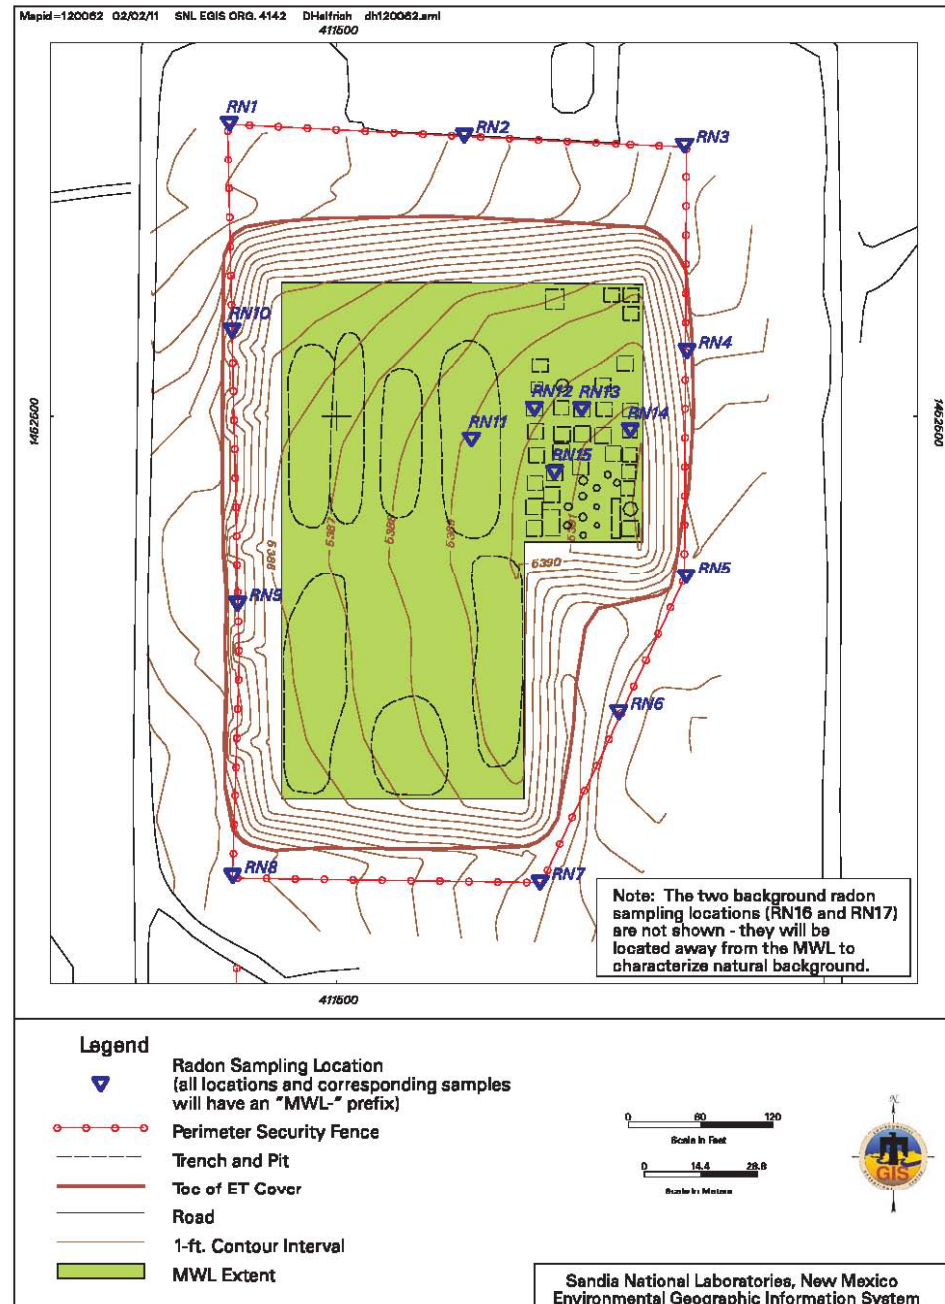 Mapid=120062 02/02/11 SNL EGIS ORG. 4142 DHelfrich dh120062.aml
411500
RN1
RN2
RN3
RN10
RN4
1452500
1452500
RN12
RN13
RN11
RN14
RN15
5387
5388
5389
5391
5386
5390
RN5
RN9
RN6
RN8
RN7
Note: The two background radon
sampling locations (RN16 and RN17)
are not shown - they will be
located away from the MWL to
characterize natural background.
411500
Legend
Radon Sampling Location
(all locations and corresponding samples
will have an "MWL-" prefix)
Perimeter Security Fence
Trench and Pit
Toe of ET Cover
Road
1-ft. Contour Interval
MWL Extent
0 60 120
Scale in Feet
0 14.4 28.8
Scale in Meters
N
GIS
Sandia National Laboratories, New Mexico
Environmental Geographic Information System